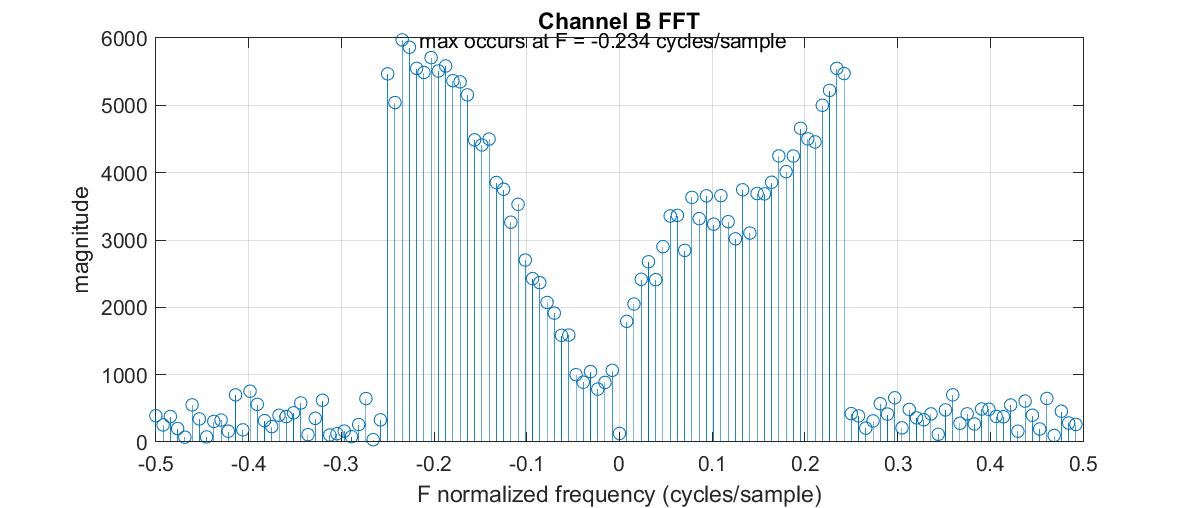 Channel B FFT
max occurs at F = -0.234 cycles/sample
6000
5000
4000
3000
2000
1000
0
magnitude
-0.5 -0.4 -0.3 -0.2 -0.1 0 0.1 0.2 0.3 0.4 0.5
F normalized frequency (cycles/sample)